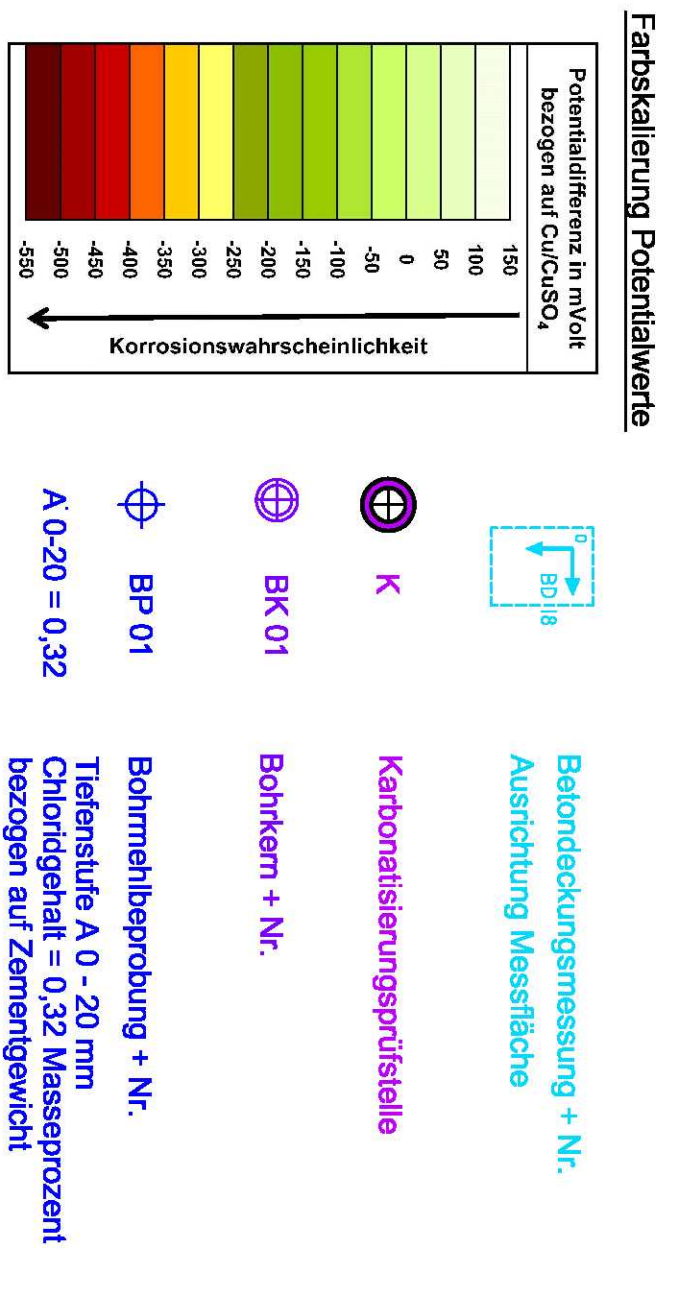 Farbskalierung Potentialwerte
Potentialdifferenz in mVolt
bezogen auf Cu/CuSO₄
150
100
50
0
-50
-100
-150
-200
-250
-300
-350
-400
-450
-500
-550
Korrosionswahrscheinlichkeit
0
BD I8
Betondeckungsmessung + Nr.
Ausrichtung Messfläche
K
Karbonatisierungsprüfstelle
BK 01
Bohrkern + Nr.
BP 01
Bohrmehlbeprobung + Nr.
A 0-20 = 0,32
Tiefenstufe A 0 - 20 mm
Chloridgehalt = 0,32 Masseprozent
bezogen auf Zementgewicht